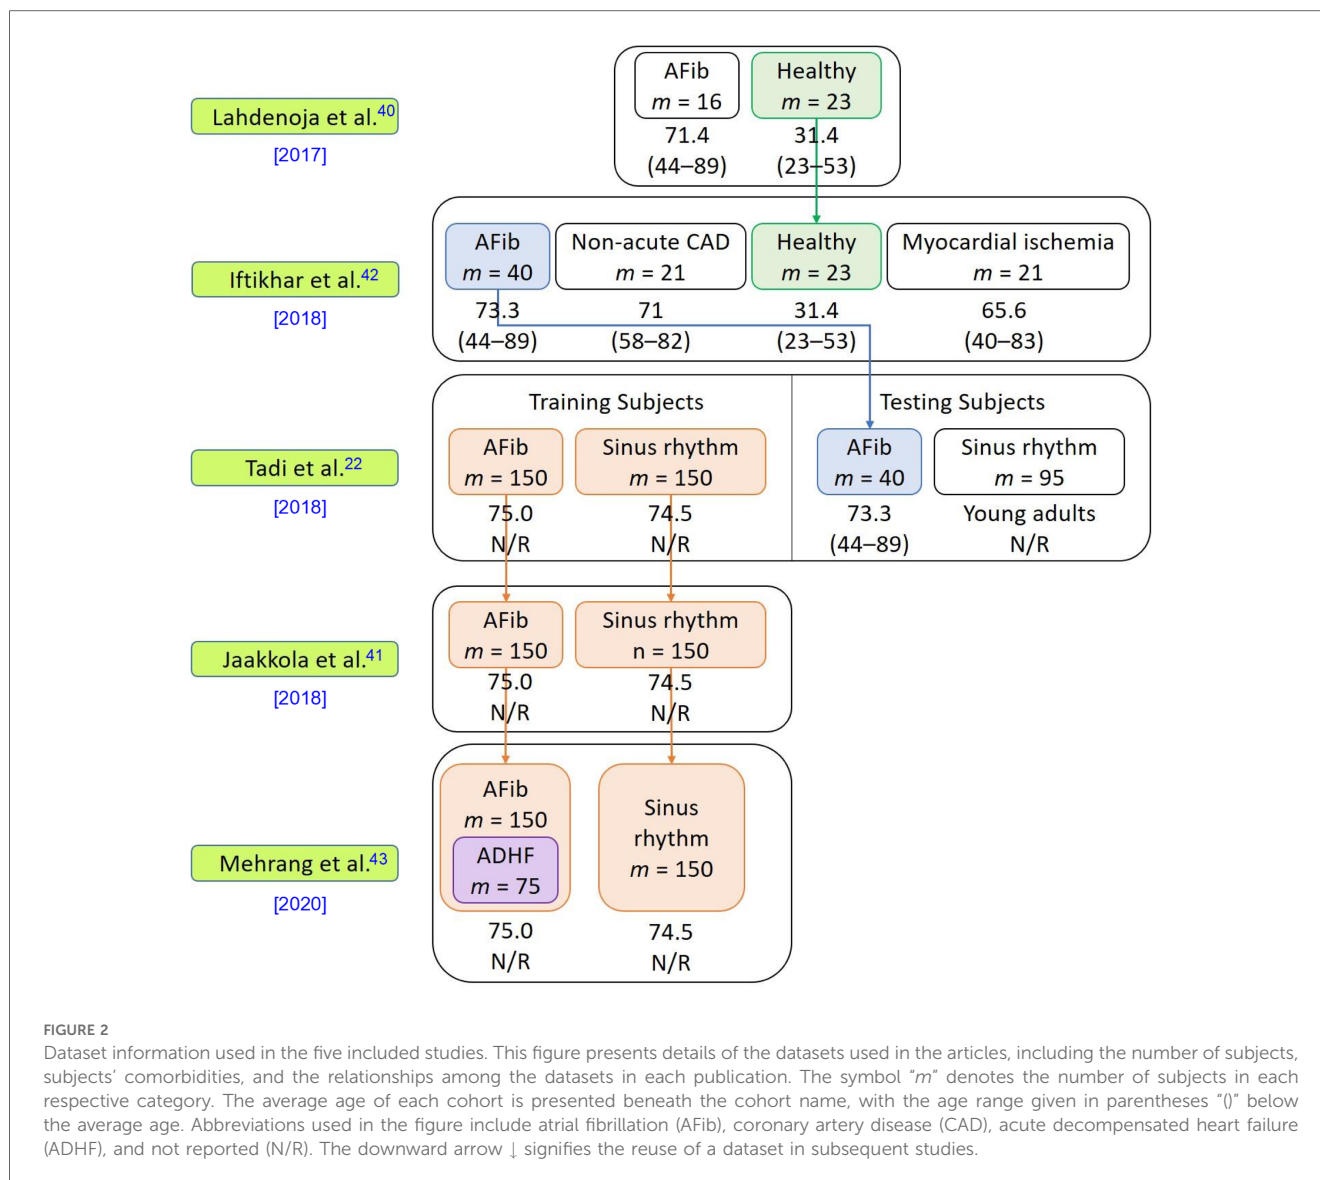 AFib
m = 16
71.4
(44–89)
Healthy
m = 23
31.4
(23–53)
Lahdenoja et al.40
[2017]
AFib
m = 40
73.3
(44–89)
Non-acute CAD
m = 21
71
(58–82)
Healthy
m = 23
31.4
(23–53)
Myocardial ischemia
m = 21
65.6
(40–83)
Iftikhar et al.42
[2018]
Training Subjects
AFib
m = 150
75.0
N/R
Sinus rhythm
m = 150
74.5
N/R
Testing Subjects
AFib
m = 40
73.3
(44–89)
Sinus rhythm
m = 95
Young adults
N/R
Tadi et al.22
[2018]
AFib
m = 150
75.0
N/R
Sinus rhythm
n = 150
74.5
N/R
Jaakkola et al.41
[2018]
AFib
m = 150
ADHF
m = 75
75.0
N/R
Sinus
rhythm
m = 150
74.5
N/R
Mehrang et al.43
[2020]
FIGURE 2
Dataset information used in the five included studies. This figure presents details of the datasets used in the articles, including the number of subjects,
subjects’ comorbidities, and the relationships among the datasets in each publication. The symbol “m” denotes the number of subjects in each
respective category. The average age of each cohort is presented beneath the cohort name, with the age range given in parentheses “()” below
the average age. Abbreviations used in the figure include atrial fibrillation (AFib), coronary artery disease (CAD), acute decompensated heart failure
(ADHF), and not reported (N/R). The downward arrow ↓ signifies the reuse of a dataset in subsequent studies.